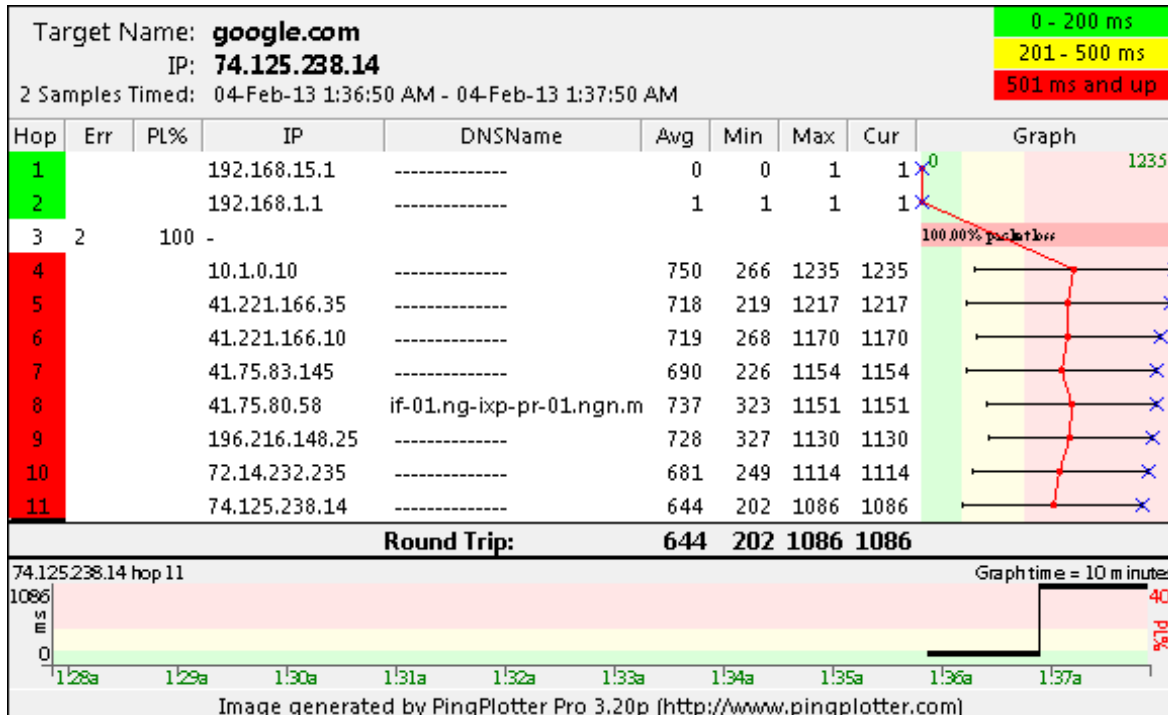 Target Name: google.com
IP: 74.125.238.14
2 Samples Timed: 04-Feb-13 1:36:50 AM - 04-Feb-13 1:37:50 AM
0 - 200 ms
201 - 500 ms
501 ms and up
Hop Err PL% IP DNSName Avg Min Max Cur Graph
1 192.168.15.1 -------------- 0 0 1 1 0 1235
2 192.168.1.1 -------------- 1 1 1 1
3 2 100 - 100.00% packet loss
4 10.1.0.10 -------------- 750 266 1235 1235
5 41.221.166.35 -------------- 718 219 1217 1217
6 41.221.166.10 -------------- 719 268 1170 1170
7 41.75.83.145 -------------- 690 226 1154 1154
8 41.75.80.58 if-01.ng-ixp-pr-01.ngn.m 737 323 1151 1151
9 196.216.148.25 -------------- 728 327 1130 1130
10 72.14.232.235 -------------- 681 249 1114 1114
11 74.125.238.14 -------------- 644 202 1086 1086
Round Trip: 644 202 1086 1086
74.125.238.14 hop 11 Graph time = 10 minutes
1086 40
ms PL%
0
1:28a 1:29a 1:30a 1:31a 1:32a 1:33a 1:34a 1:35a 1:36a 1:37a
Image generated by PingPlotter Pro 3.20p (http://www.pingplotter.com)